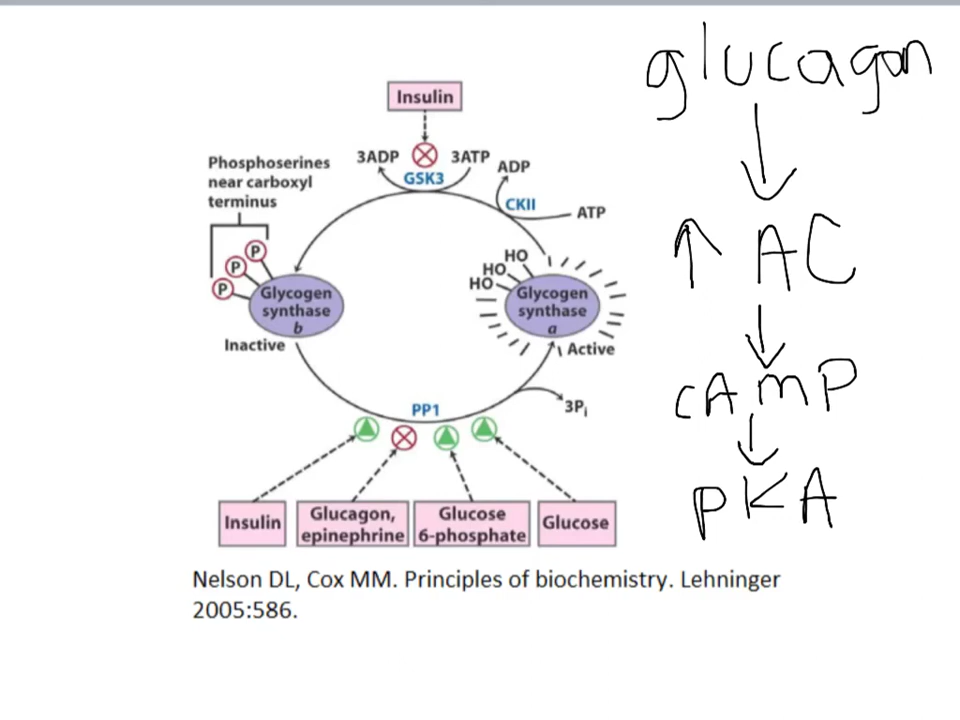 glucagon
↑ AC
cAMP
PKA
Insulin
3ADP
3ATP
GSK3
ADP
CKII
ATP
Phosphoserines
near carboxyl
terminus
P
P
P
HO
HO
HO
Glycogen
synthase
b
Inactive
Glycogen
synthase
a
Active
PP1
3Pi
Insulin
Glucagon,
epinephrine
Glucose
6-phosphate
Glucose
Nelson DL, Cox MM. Principles of biochemistry. Lehninger
2005:586.